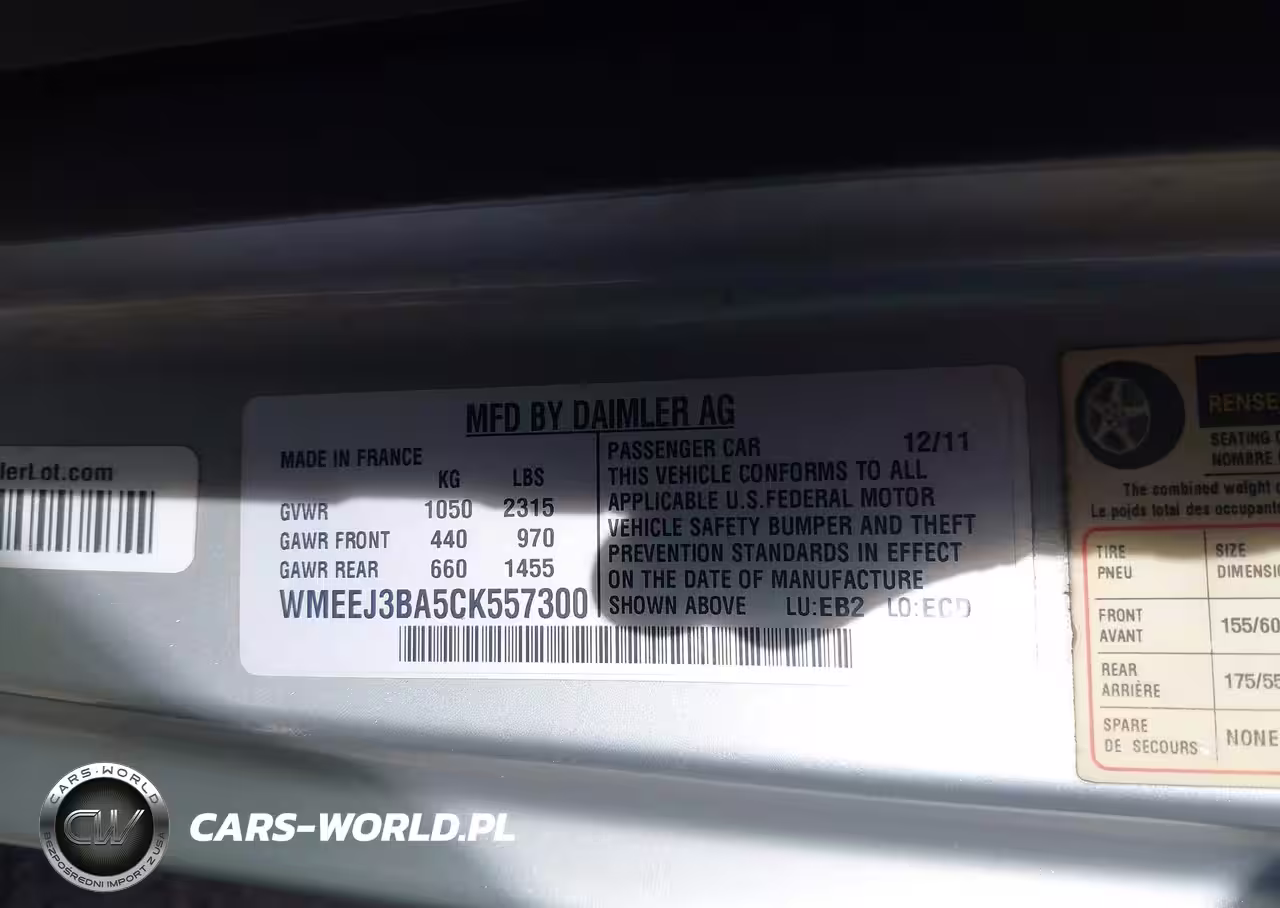 MFD BY DAIMLER AG
MADE IN FRANCE
KG LBS
GVWR 1050 2315
GAWR FRONT 440 970
GAWR REAR 660 1455
WMEEJ3BA5CK557300
PASSENGER CAR 12/11
THIS VEHICLE CONFORMS TO ALL
APPLICABLE U.S.FEDERAL MOTOR
VEHICLE SAFETY BUMPER AND THEFT
PREVENTION STANDARDS IN EFFECT
ON THE DATE OF MANUFACTURE
SHOWN ABOVE LU:EB2 LO:ECD
lerLot.com
RENSE
SEATING
NOMBRE
The combined weight
Le poids total des occupant
TIRE SIZE
PNEU DIMENSI
FRONT
AVANT 155/60
REAR
ARRIÈRE 175/55
SPARE
DE SECOURS NONE
CARS-WORLD
CW
BEZPOŚREDNI IMPORT Z USA
CARS-WORLD.PL